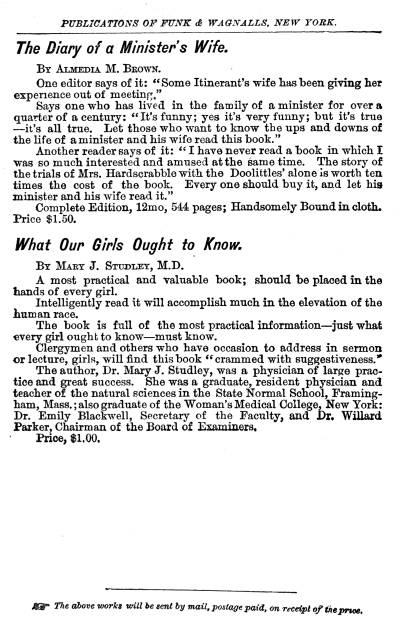 PUBLICATIONS OF FUNK & WAGNALLS, NEW YORK.
The Diary of a Minister's Wife.
BY ALMEDIA M. BROWN.
One editor says of it: "Some Itinerant's wife has been giving her
experience out of meeting."
Says one who has lived in the family of a minister for over a
quarter of a century: "It's funny; yes it's very funny; but it's true
—it's all true. Let those who want to know the ups and downs of
the life of a minister and his wife read this book."
Another reader says of it: "I have never read a book in which I
was so much interested and amused at the same time. The story of
the trials of Mrs. Hardscrabble with the Doolittles' alone is worth ten
times the cost of the book. Every one should buy it, and let his
minister and his wife read it."
Complete Edition, 12mo, 544 pages; Handsomely Bound in cloth.
Price $1.50.
What Our Girls Ought to Know.
BY MARY J. STUDLEY, M.D.
A most practical and valuable book; should be placed in the
hands of every girl.
Intelligently read it will accomplish much in the elevation of the
human race.
The book is full of the most practical information—just what
every girl ought to know—must know.
Clergymen and others who have occasion to address in sermon
or lecture, girls, will find this book "crammed with suggestiveness."
The author, Dr. Mary J. Studley, was a physician of large prac-
tice and great success. She was a graduate, resident physician and
teacher of the natural sciences in the State Normal School, Framing-
ham, Mass.; also graduate of the Woman's Medical College, New York:
Dr. Emily Blackwell, Secretary of the Faculty, and Dr. Willard
Parker, Chairman of the Board of Examiners.
Price, $1.00.
☞ The above works will be sent by mail, postage paid, on receipt of the price.